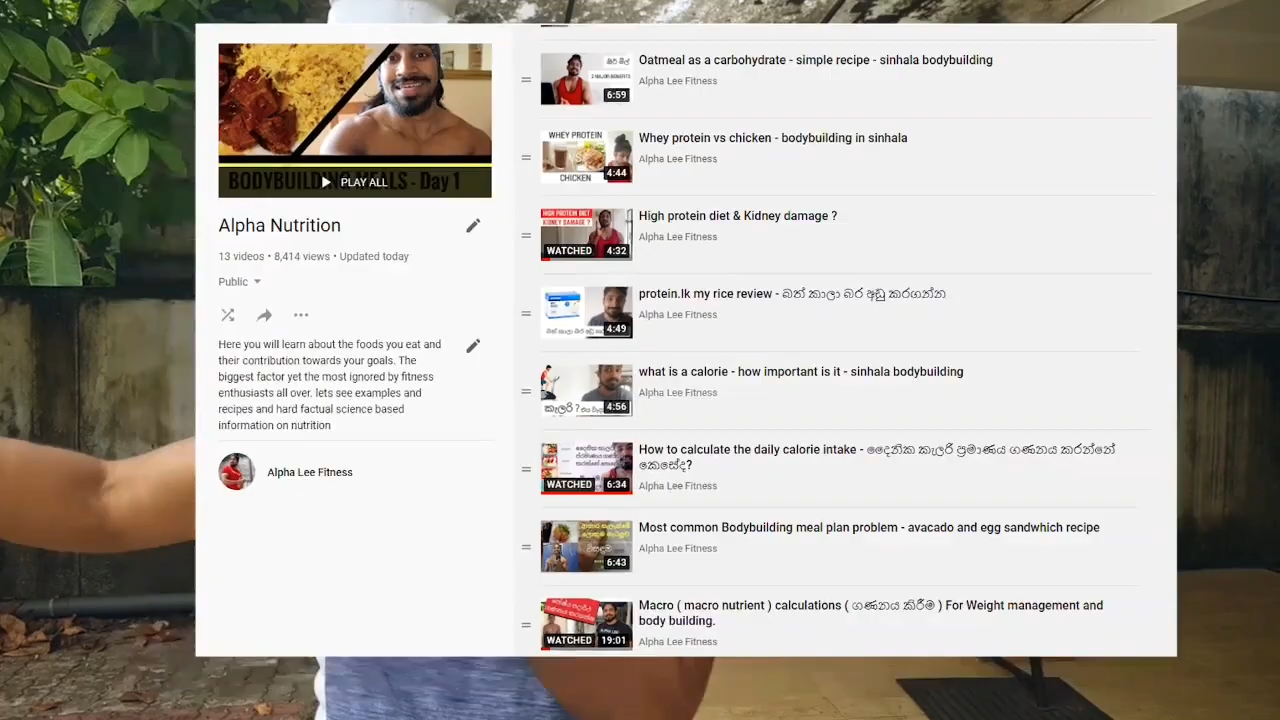 BODYBUILDING MEALS - Day 1
PLAY ALL
Alpha Nutrition
13 videos • 8,414 views • Updated today
Public
Here you will learn about the foods you eat and
their contribution towards your goals. The
biggest factor yet the most ignored by fitness
enthusiasts all over. lets see examples and
recipes and hard factual science based
information on nutrition
Alpha Lee Fitness
Oatmeal as a carbohydrate - simple recipe - sinhala bodybuilding
Alpha Lee Fitness
6:59
WHEY PROTEIN
CHICKEN
4:44
Whey protein vs chicken - bodybuilding in sinhala
Alpha Lee Fitness
HIGH PROTEIN DIET
KIDNEY DAMAGE ?
WATCHED 4:32
High protein diet & Kidney damage ?
Alpha Lee Fitness
4:49
protein.lk my rice review - බත් කාලා බර අඩු කරගන්න
Alpha Lee Fitness
කැලරි ?
4:56
what is a calorie - how important is it - sinhala bodybuilding
Alpha Lee Fitness
WATCHED 6:34
How to calculate the daily calorie intake - දෛනික කැලරි ප්‍රමාණය ගණනය කරන්නේ
කෙසේද?
Alpha Lee Fitness
6:43
Most common Bodybuilding meal plan problem - avacado and egg sandwhich recipe
Alpha Lee Fitness
WATCHED 19:01
Macro ( macro nutrient ) calculations ( ගණනය කිරීම ) For Weight management and
body building.
Alpha Lee Fitness